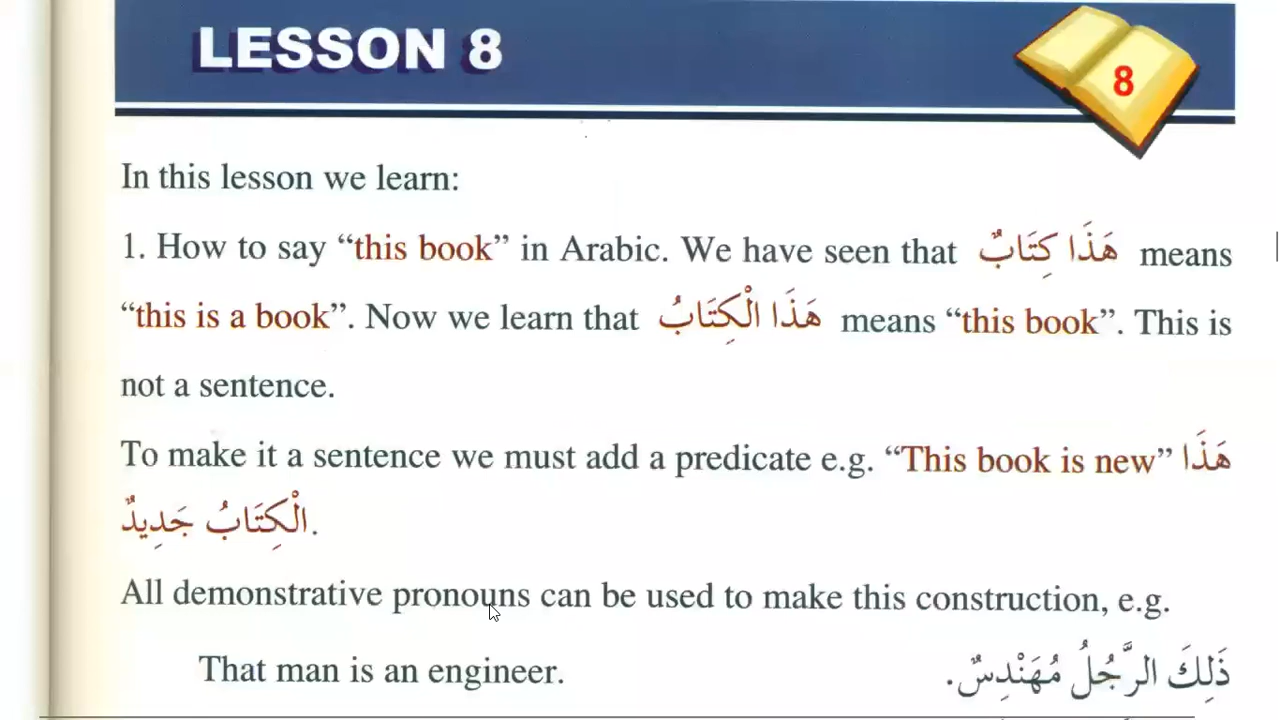 LESSON 8
8
In this lesson we learn:
1. How to say “this book” in Arabic. We have seen that هَذَا كِتَابٌ means
“this is a book”. Now we learn that هَذَا الْكِتَابُ means “this book”. This is
not a sentence.
To make it a sentence we must add a predicate e.g. “This book is new” هَذَا
الْكِتَابُ جَدِيدٌ.
All demonstrative pronouns can be used to make this construction, e.g.
That man is an engineer. ذَلِكَ الرَّجُلُ مُهَنْدِسٌ.